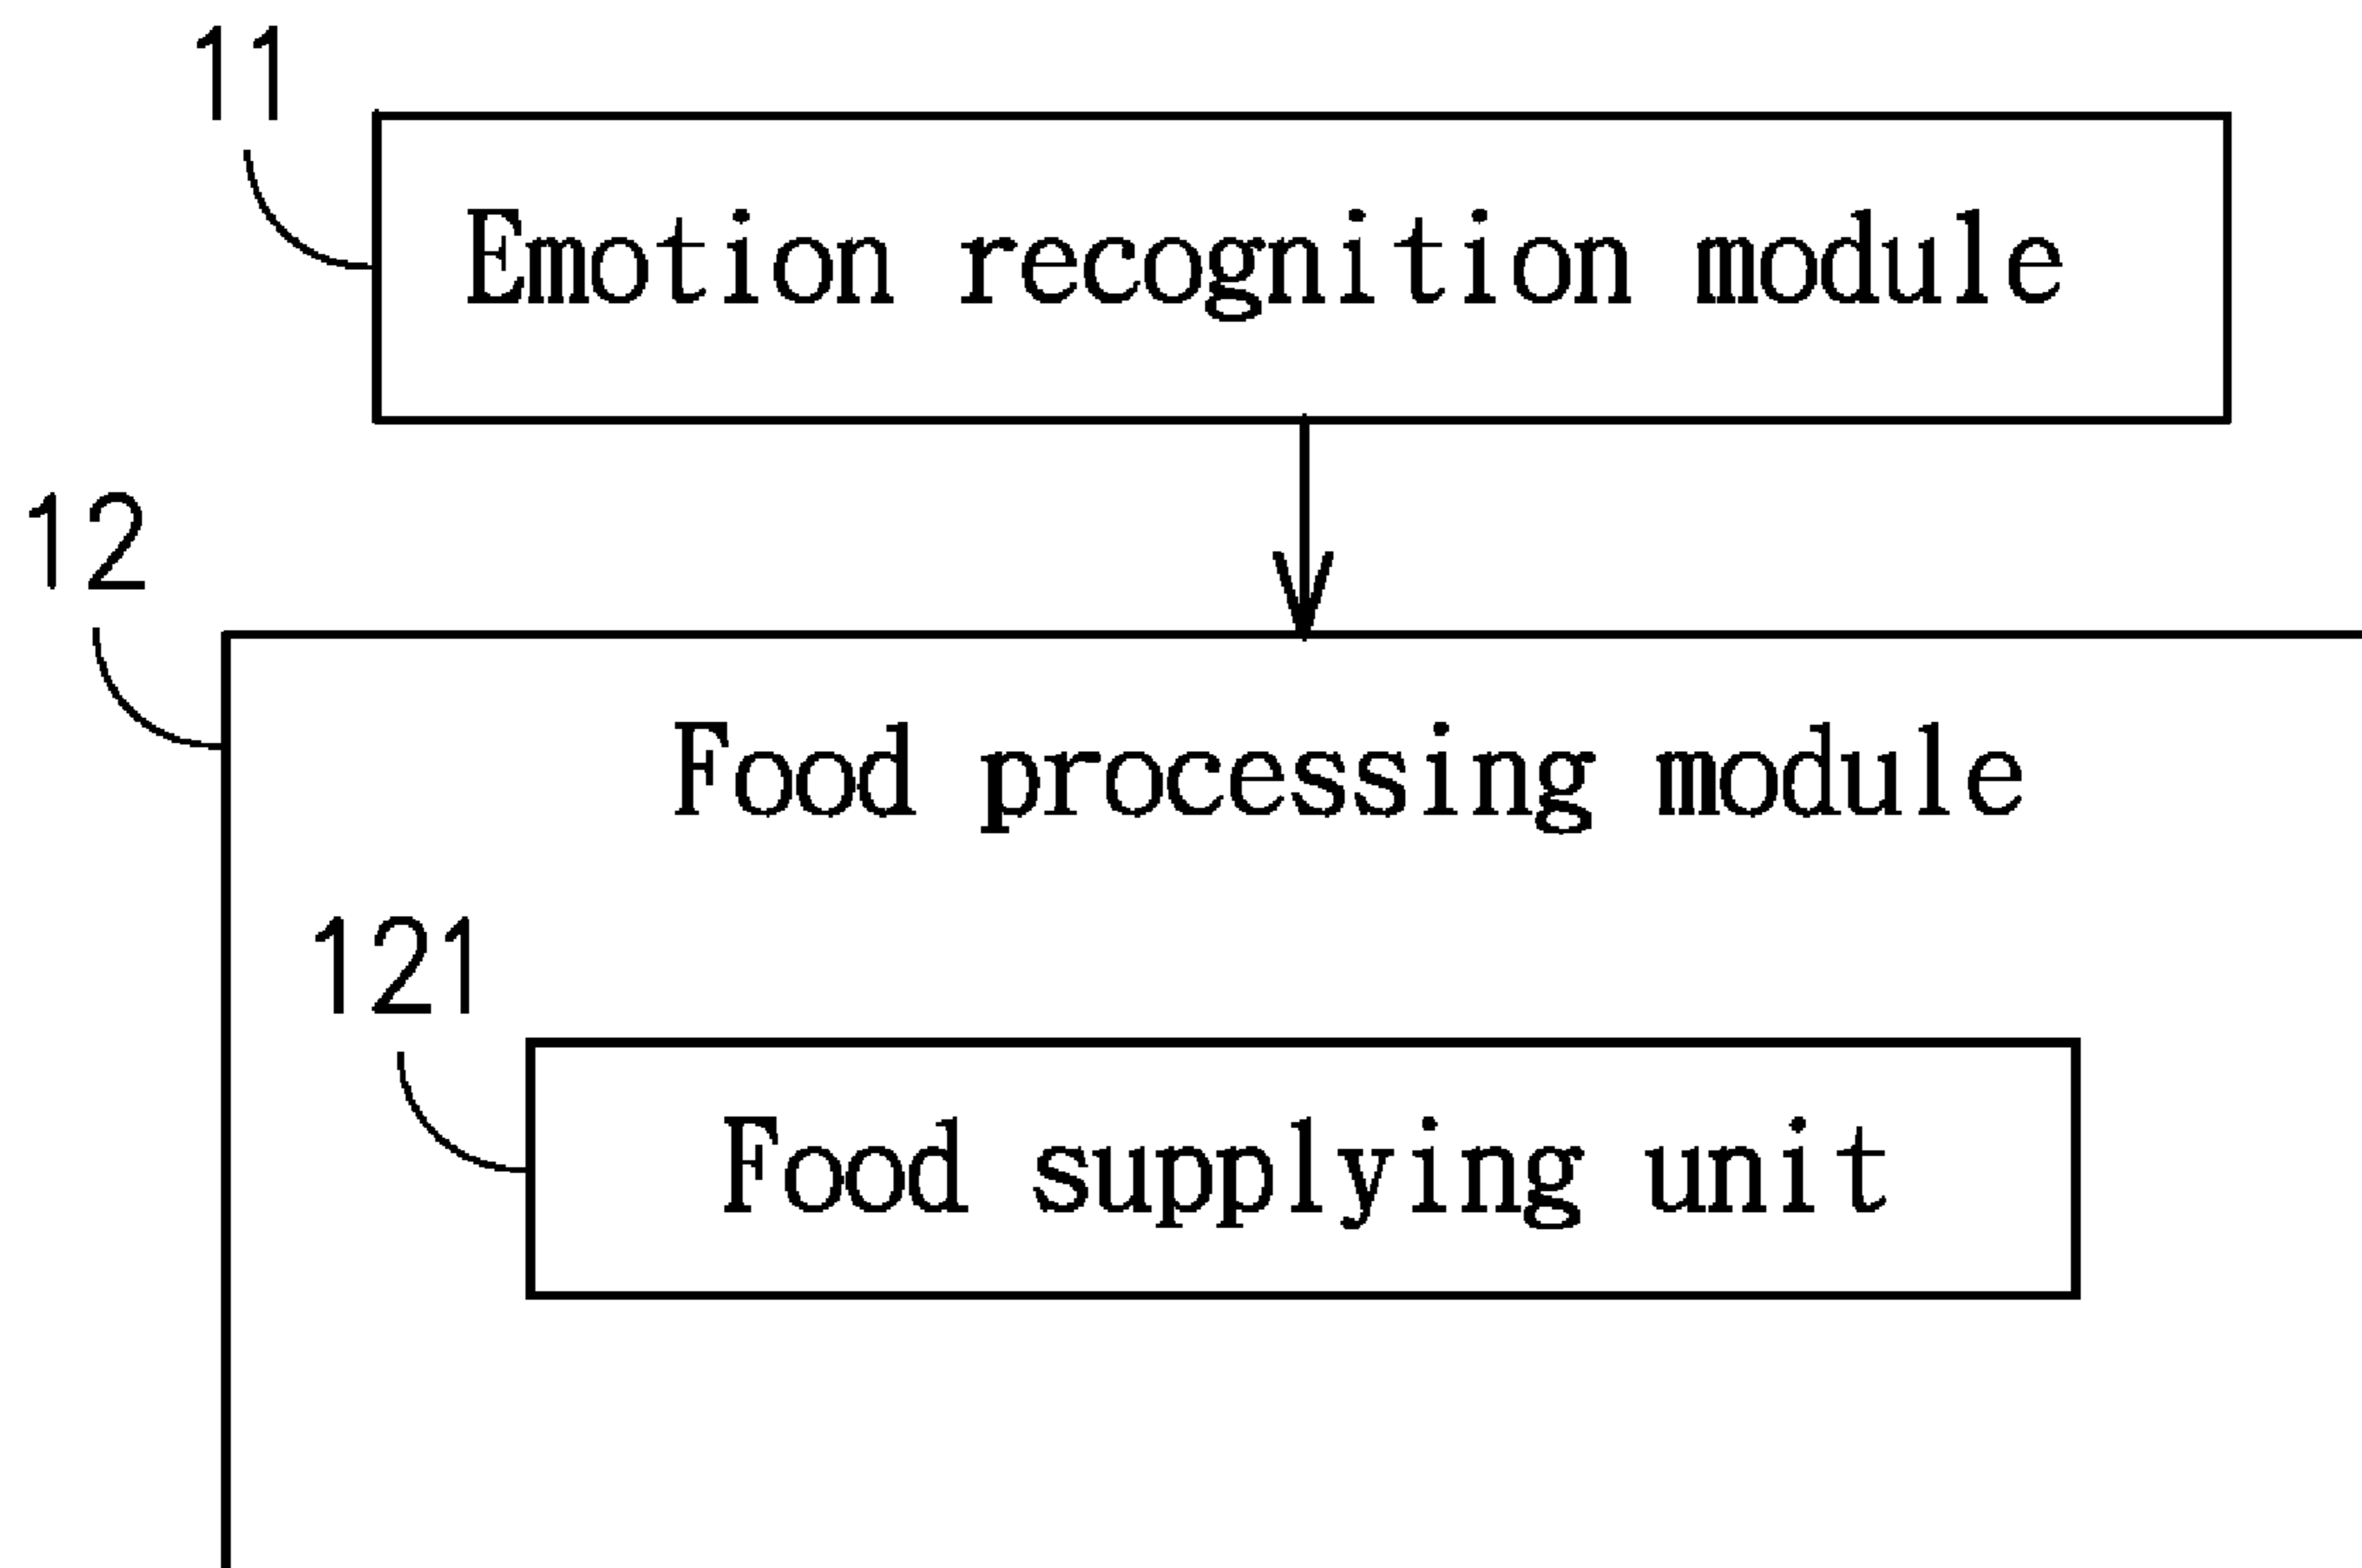 11
Emotion recognition module
12
Food processing module
121
Food supplying unit